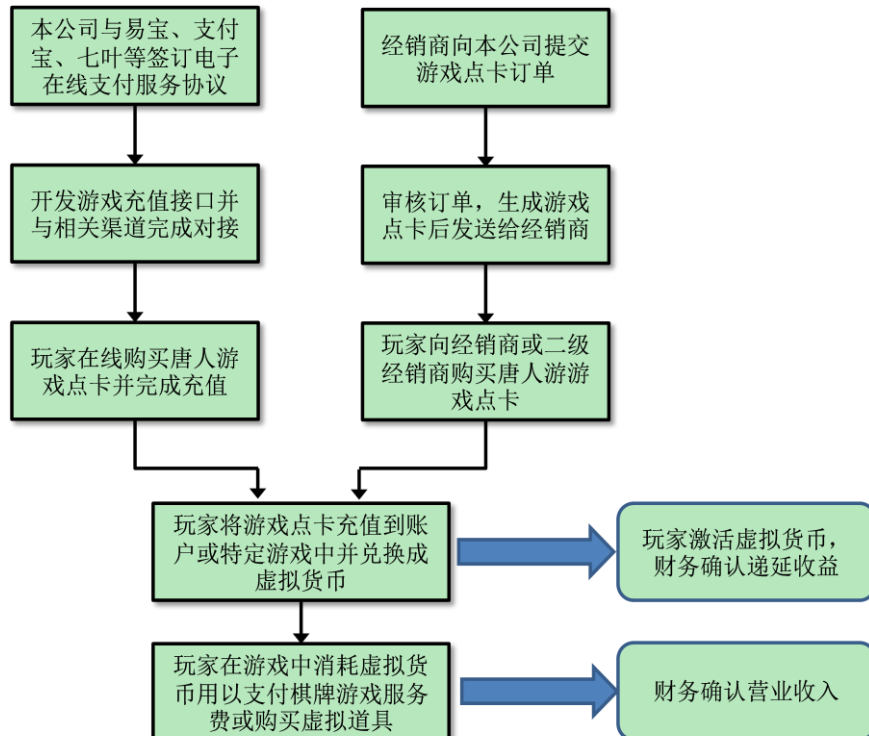 本公司与易宝、支付
宝、七叶等签订电子
在线支付服务协议
经销商向本公司提交
游戏点卡订单
开发游戏充值接口并
与相关渠道完成对接
审核订单，生成游戏
点卡后发送给经销商
玩家在线购买唐人游
戏点卡并完成充值
玩家向经销商或二级
经销商购买唐人游游
戏点卡
玩家将游戏点卡充值到账
户或特定游戏中并兑换成
虚拟货币
玩家激活虚拟货币，
财务确认递延收益
玩家在游戏中消耗虚拟货
币用以支付棋牌游戏服务
费或购买虚拟道具
财务确认营业收入